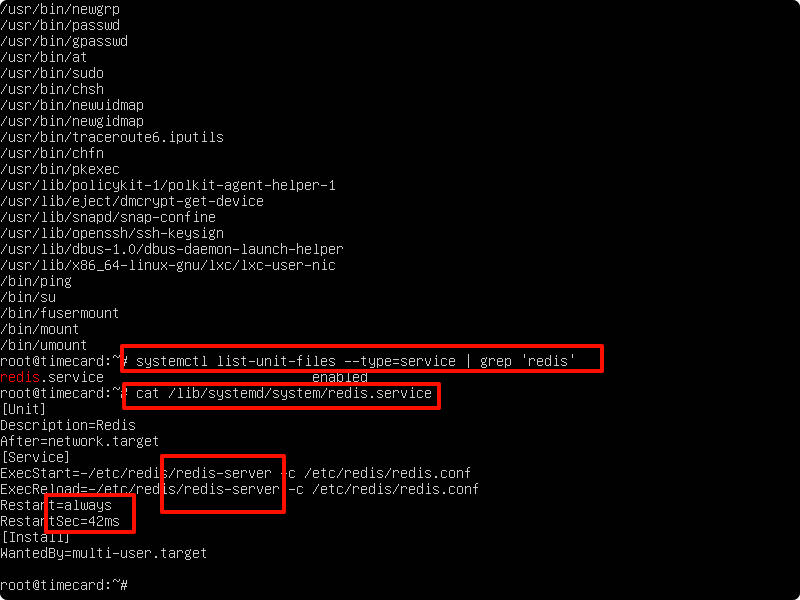 /usr/bin/newgrp
/usr/bin/passwd
/usr/bin/gpasswd
/usr/bin/at
/usr/bin/sudo
/usr/bin/chsh
/usr/bin/newuidmap
/usr/bin/newgidmap
/usr/bin/traceroute6.iputils
/usr/bin/chfn
/usr/bin/pkexec
/usr/lib/policykit-1/polkit-agent-helper-1
/usr/lib/eject/dmcrypt-get-device
/usr/lib/snapd/snap-confine
/usr/lib/openssh/ssh-keysign
/usr/lib/dbus-1.0/dbus-daemon-launch-helper
/usr/lib/x86_64-linux-gnu/lxc/lxc-user-nic
/bin/ping
/bin/su
/bin/fusermount
/bin/mount
/bin/umount
root@timecard:~# systemctl list-unit-files --type=service | grep 'redis'
redis.service enabled
root@timecard:~# cat /lib/systemd/system/redis.service
[Unit]
Description=Redis
After=network.target
[Service]
ExecStart=-/etc/redis/redis-server -c /etc/redis/redis.conf
ExecReload=-/etc/redis/redis-server -c /etc/redis/redis.conf
Restart=always
RestartSec=42ms
[Install]
WantedBy=multi-user.target
root@timecard:~#